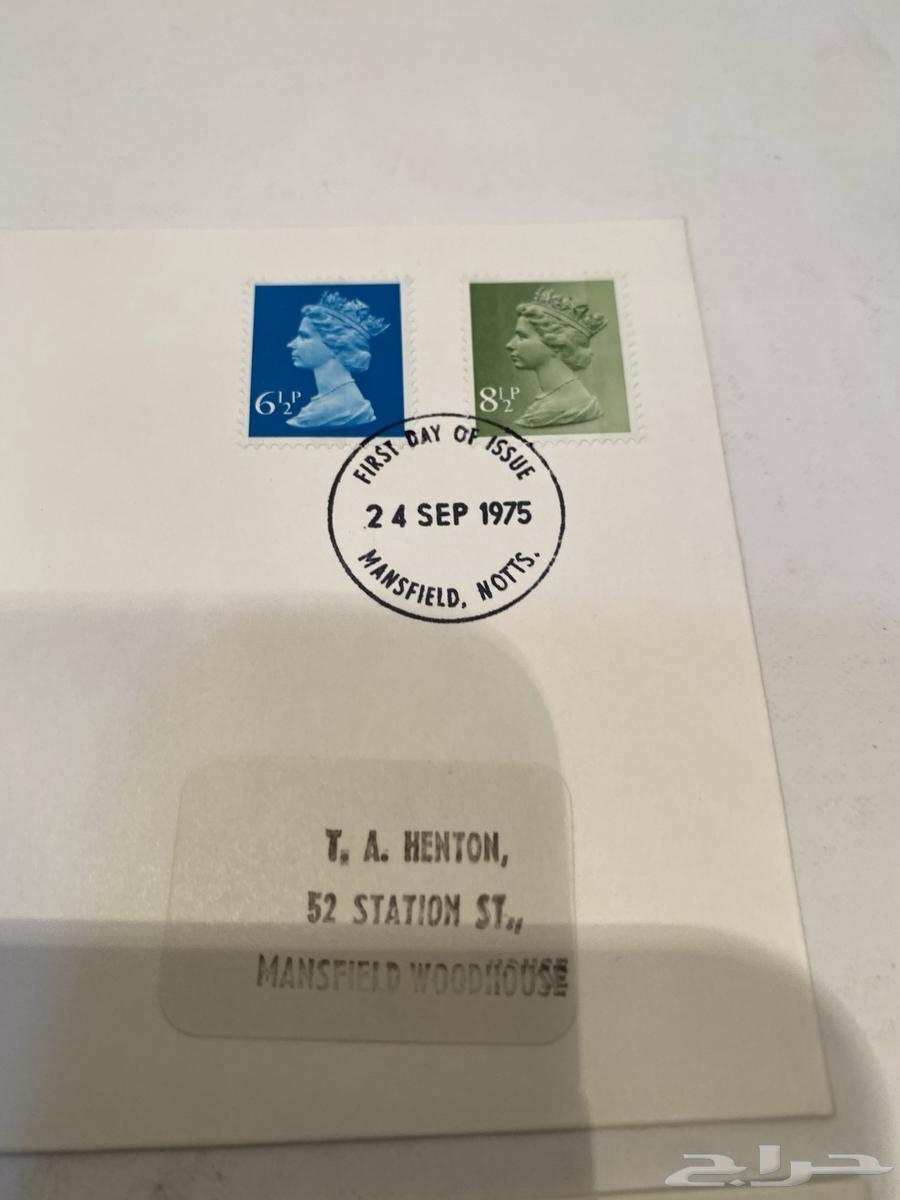 6½P
8½P
FIRST DAY OF ISSUE
24 SEP 1975
MANSFIELD, NOTTS.
T. A. HENTON,
52 STATION ST.,
MANSFIELD WOODHOUSE
حراج